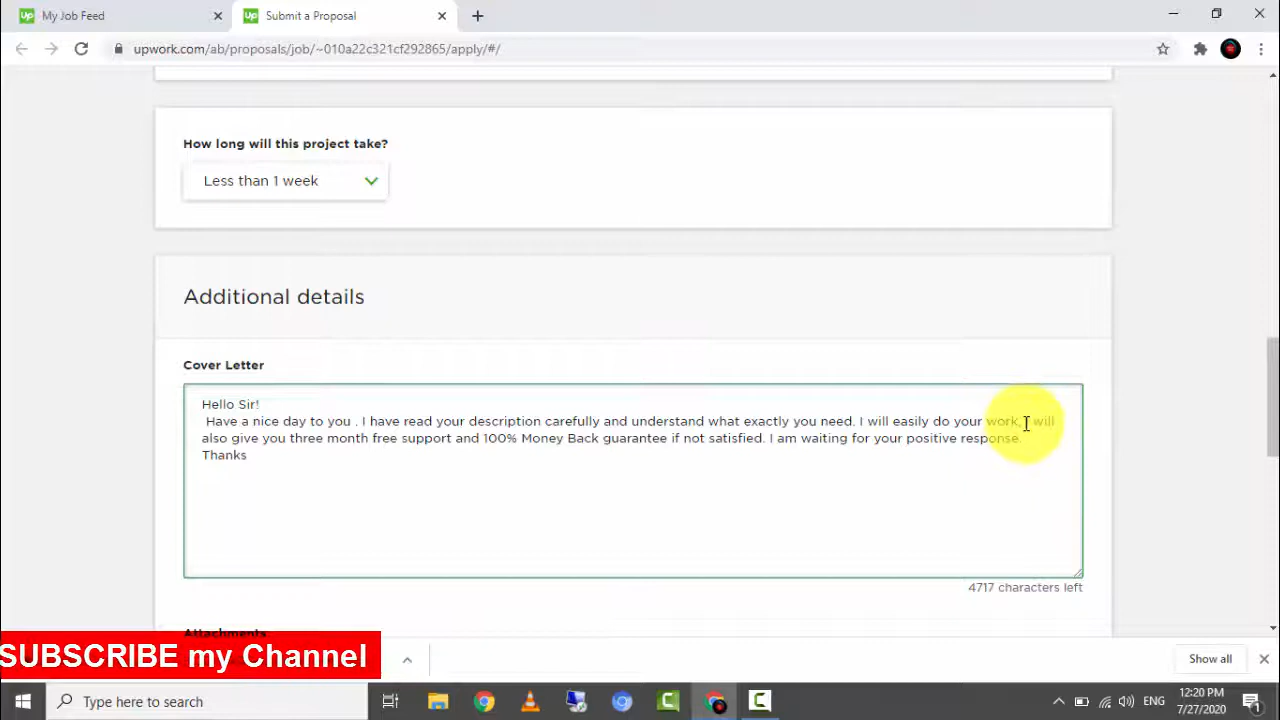 My Job Feed
Submit a Proposal
upwork.com/ab/proposals/job/~010a22c321cf292865/apply/#/
How long will this project take?
Less than 1 week
Additional details
Cover Letter
Hello Sir!
Have a nice day to you . I have read your description carefully and understand what exactly you need. I will easily do your work, I will
also give you three month free support and 100% Money Back guarantee if not satisfied. I am waiting for your positive response.
Thanks
4717 characters left
Attachments
SUBSCRIBE my Channel
Show all
Type here to search
ENG
12:20 PM
7/27/2020